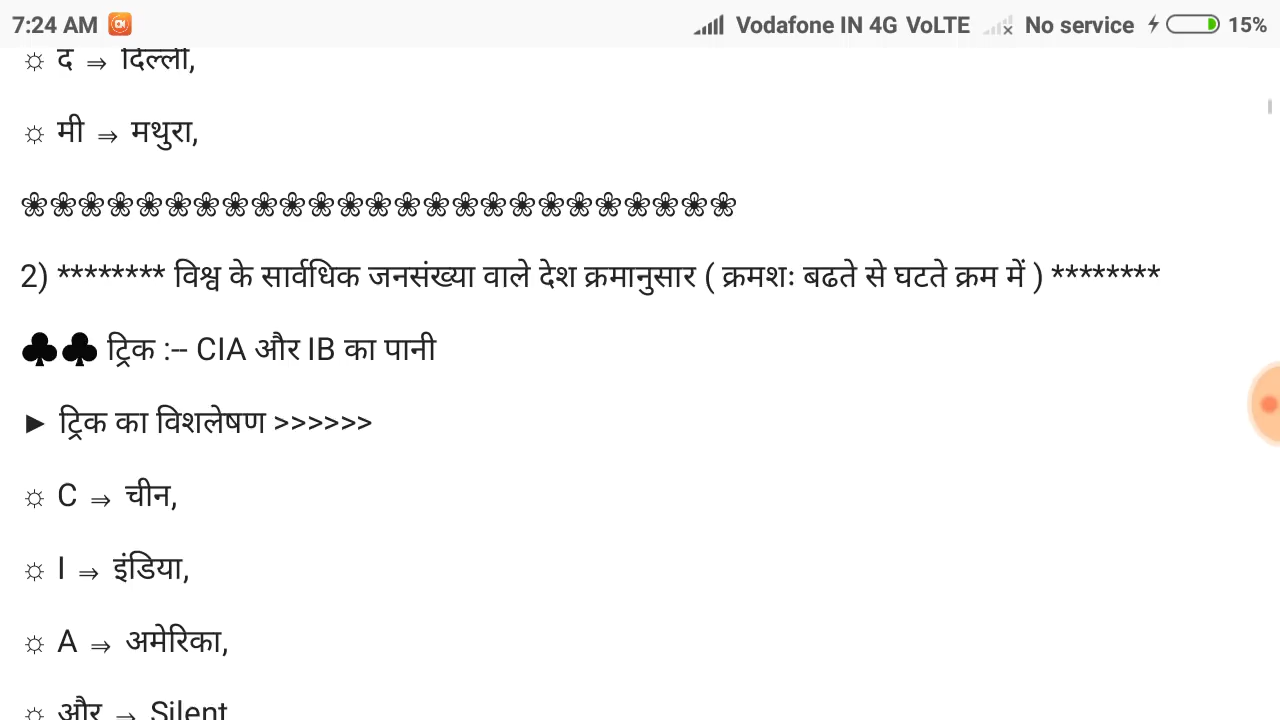 7:24 AM Vodafone IN 4G VoLTE No service 15%
☼ द ⇒ दिल्ली,
☼ मी ⇒ मथुरा,
❀❀❀❀❀❀❀❀❀❀❀❀❀❀❀❀❀❀❀❀❀❀❀❀❀
2) ******** विश्व के सार्वधिक जनसंख्या वाले देश क्रमानुसार ( क्रमशः बढते से घटते क्रम में ) ********
♣♣ ट्रिक :-- CIA और IB का पानी
► ट्रिक का विशलेषण >>>>>>
☼ C ⇒ चीन,
☼ I ⇒ इंडिया,
☼ A ⇒ अमेरिका,
☼ और ⇒ Silent